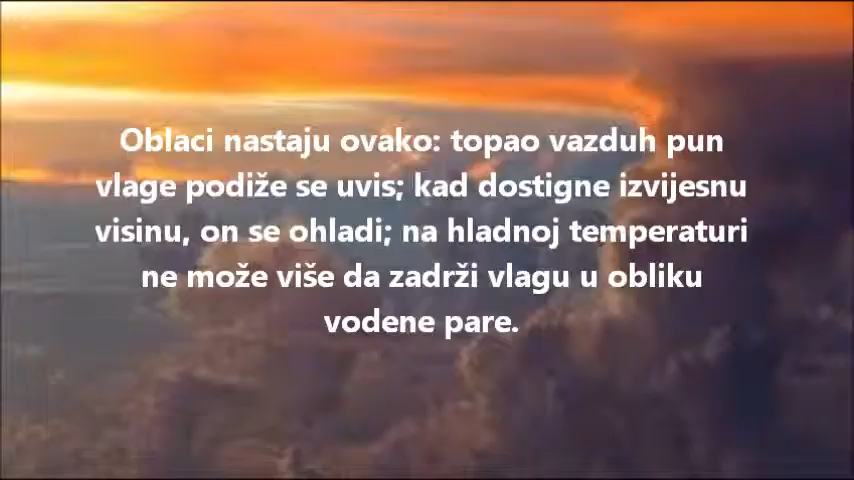 Oblaci nastaju ovako: topao vazduh pun
vlage podiže se uvis; kad dostigne izvijesnu
visinu, on se ohladi; na hladnoj temperaturi
ne može više da zadrži vlagu u obliku
vodene pare.